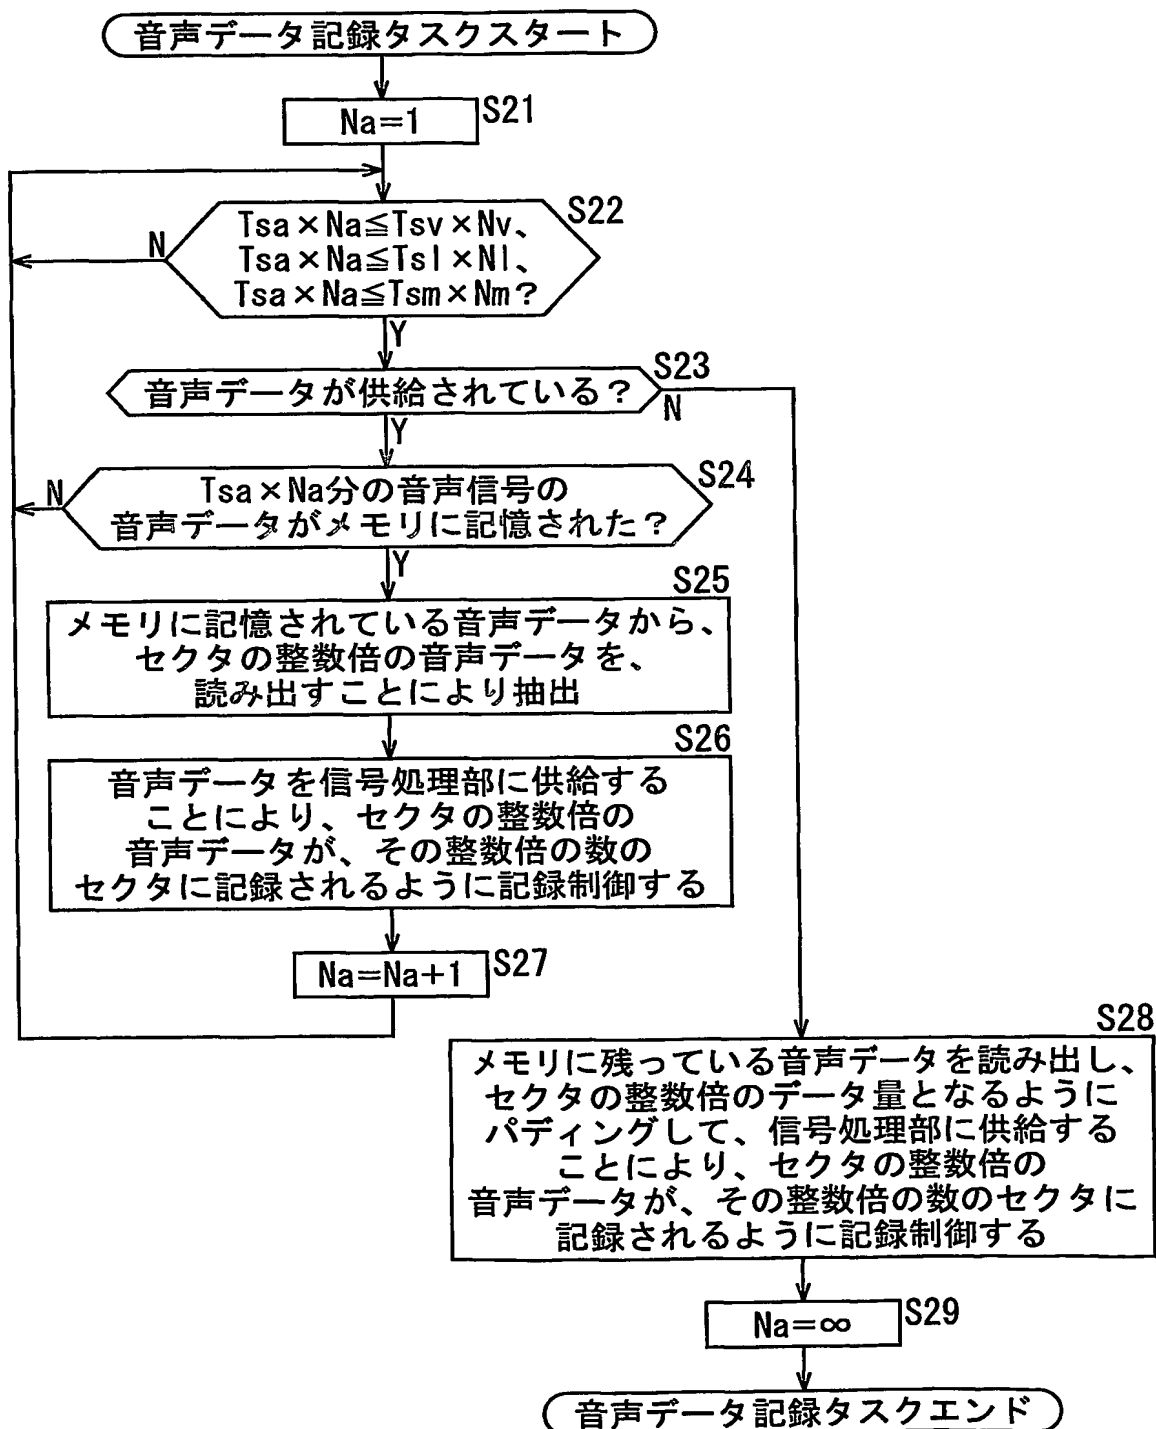 音声データ記録タスクスタート
Na=1
S21
S22
Tsa×Na≦Tsv×Nv、
Tsa×Na≦Tsl×Nl、
Tsa×Na≦Tsm×Nm?
N
Y
S23
音声データが供給されている?
N
Y
S24
Tsa×Na分の音声信号の
音声データがメモリに記憶された?
N
Y
S25
メモリに記憶されている音声データから、
セクタの整数倍の音声データを、
読み出すことにより抽出
S26
音声データを信号処理部に供給する
ことにより、セクタの整数倍の
音声データが、その整数倍の数の
セクタに記録されるように記録制御する
Na=Na+1
S27
S28
メモリに残っている音声データを読み出し、
セクタの整数倍のデータ量となるように
パディングして、信号処理部に供給する
ことにより、セクタの整数倍の
音声データが、その整数倍の数のセクタに
記録されるように記録制御する
Na=∞
S29
音声データ記録タスクエンド